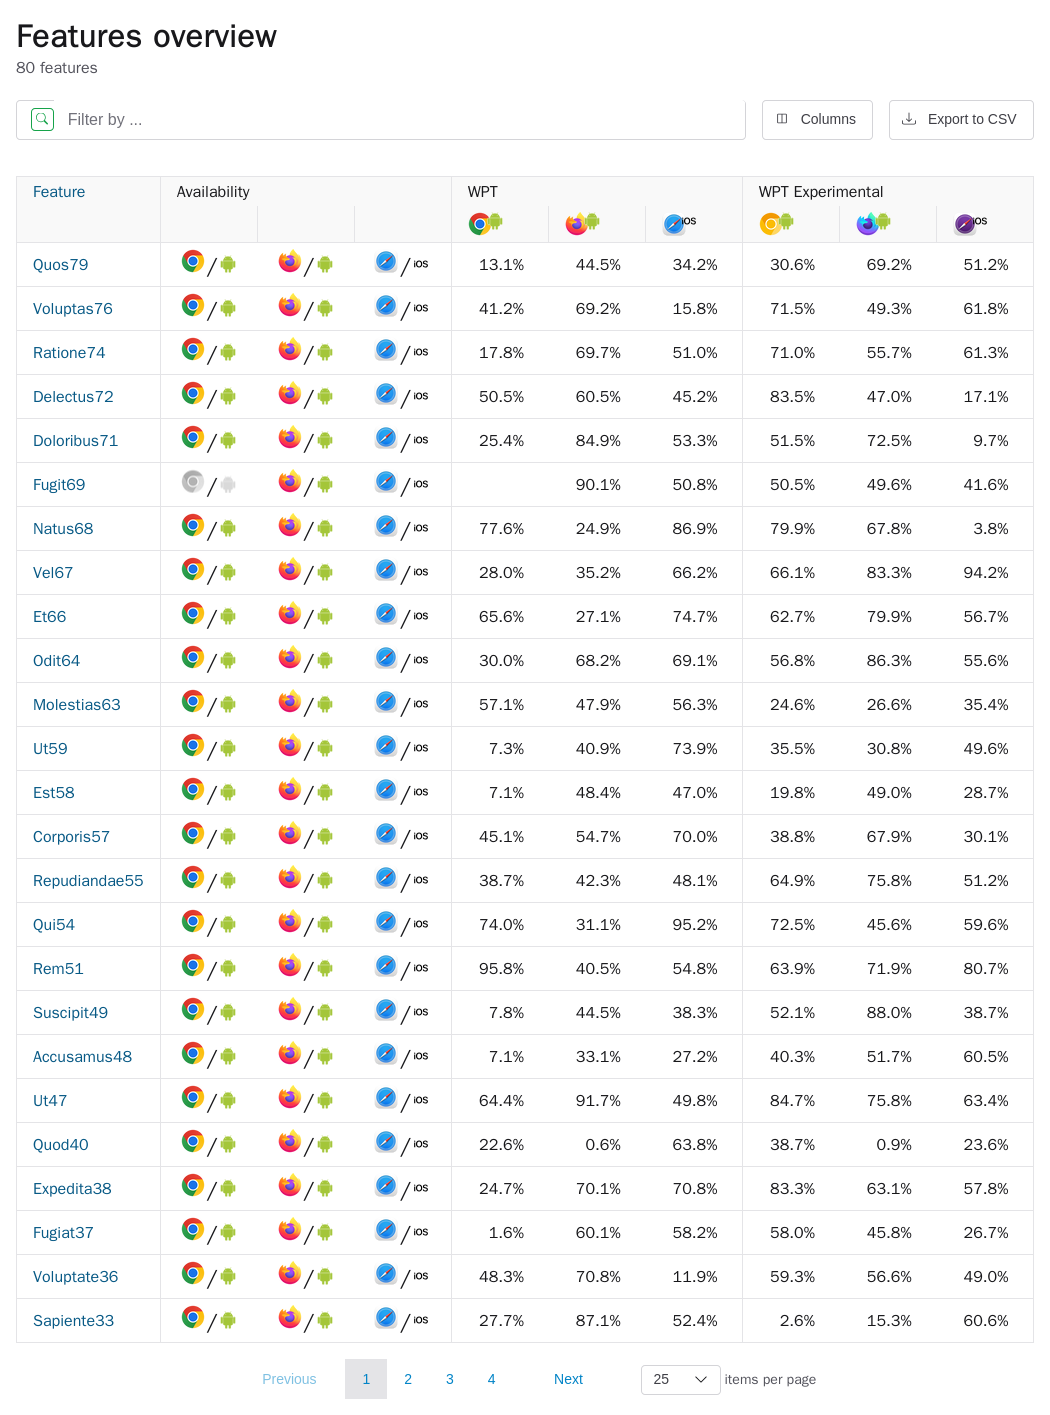 Features overview
80 features
Filter by ...
Columns
Export to CSV
Feature Availability WPT WPT Experimental
iOS iOS
Quos79 / / / iOS 13.1% 44.5% 34.2% 30.6% 69.2% 51.2%
Voluptas76 / / / iOS 41.2% 69.2% 15.8% 71.5% 49.3% 61.8%
Ratione74 / / / iOS 17.8% 69.7% 51.0% 71.0% 55.7% 61.3%
Delectus72 / / / iOS 50.5% 60.5% 45.2% 83.5% 47.0% 17.1%
Doloribus71 / / / iOS 25.4% 84.9% 53.3% 51.5% 72.5% 9.7%
Fugit69 / / / iOS 90.1% 50.8% 50.5% 49.6% 41.6%
Natus68 / / / iOS 77.6% 24.9% 86.9% 79.9% 67.8% 3.8%
Vel67 / / / iOS 28.0% 35.2% 66.2% 66.1% 83.3% 94.2%
Et66 / / / iOS 65.6% 27.1% 74.7% 62.7% 79.9% 56.7%
Odit64 / / / iOS 30.0% 68.2% 69.1% 56.8% 86.3% 55.6%
Molestias63 / / / iOS 57.1% 47.9% 56.3% 24.6% 26.6% 35.4%
Ut59 / / / iOS 7.3% 40.9% 73.9% 35.5% 30.8% 49.6%
Est58 / / / iOS 7.1% 48.4% 47.0% 19.8% 49.0% 28.7%
Corporis57 / / / iOS 45.1% 54.7% 70.0% 38.8% 67.9% 30.1%
Repudiandae55 / / / iOS 38.7% 42.3% 48.1% 64.9% 75.8% 51.2%
Qui54 / / / iOS 74.0% 31.1% 95.2% 72.5% 45.6% 59.6%
Rem51 / / / iOS 95.8% 40.5% 54.8% 63.9% 71.9% 80.7%
Suscipit49 / / / iOS 7.8% 44.5% 38.3% 52.1% 88.0% 38.7%
Accusamus48 / / / iOS 7.1% 33.1% 27.2% 40.3% 51.7% 60.5%
Ut47 / / / iOS 64.4% 91.7% 49.8% 84.7% 75.8% 63.4%
Quod40 / / / iOS 22.6% 0.6% 63.8% 38.7% 0.9% 23.6%
Expedita38 / / / iOS 24.7% 70.1% 70.8% 83.3% 63.1% 57.8%
Fugiat37 / / / iOS 1.6% 60.1% 58.2% 58.0% 45.8% 26.7%
Voluptate36 / / / iOS 48.3% 70.8% 11.9% 59.3% 56.6% 49.0%
Sapiente33 / / / iOS 27.7% 87.1% 52.4% 2.6% 15.3% 60.6%
Previous 1 2 3 4 Next 25 items per page